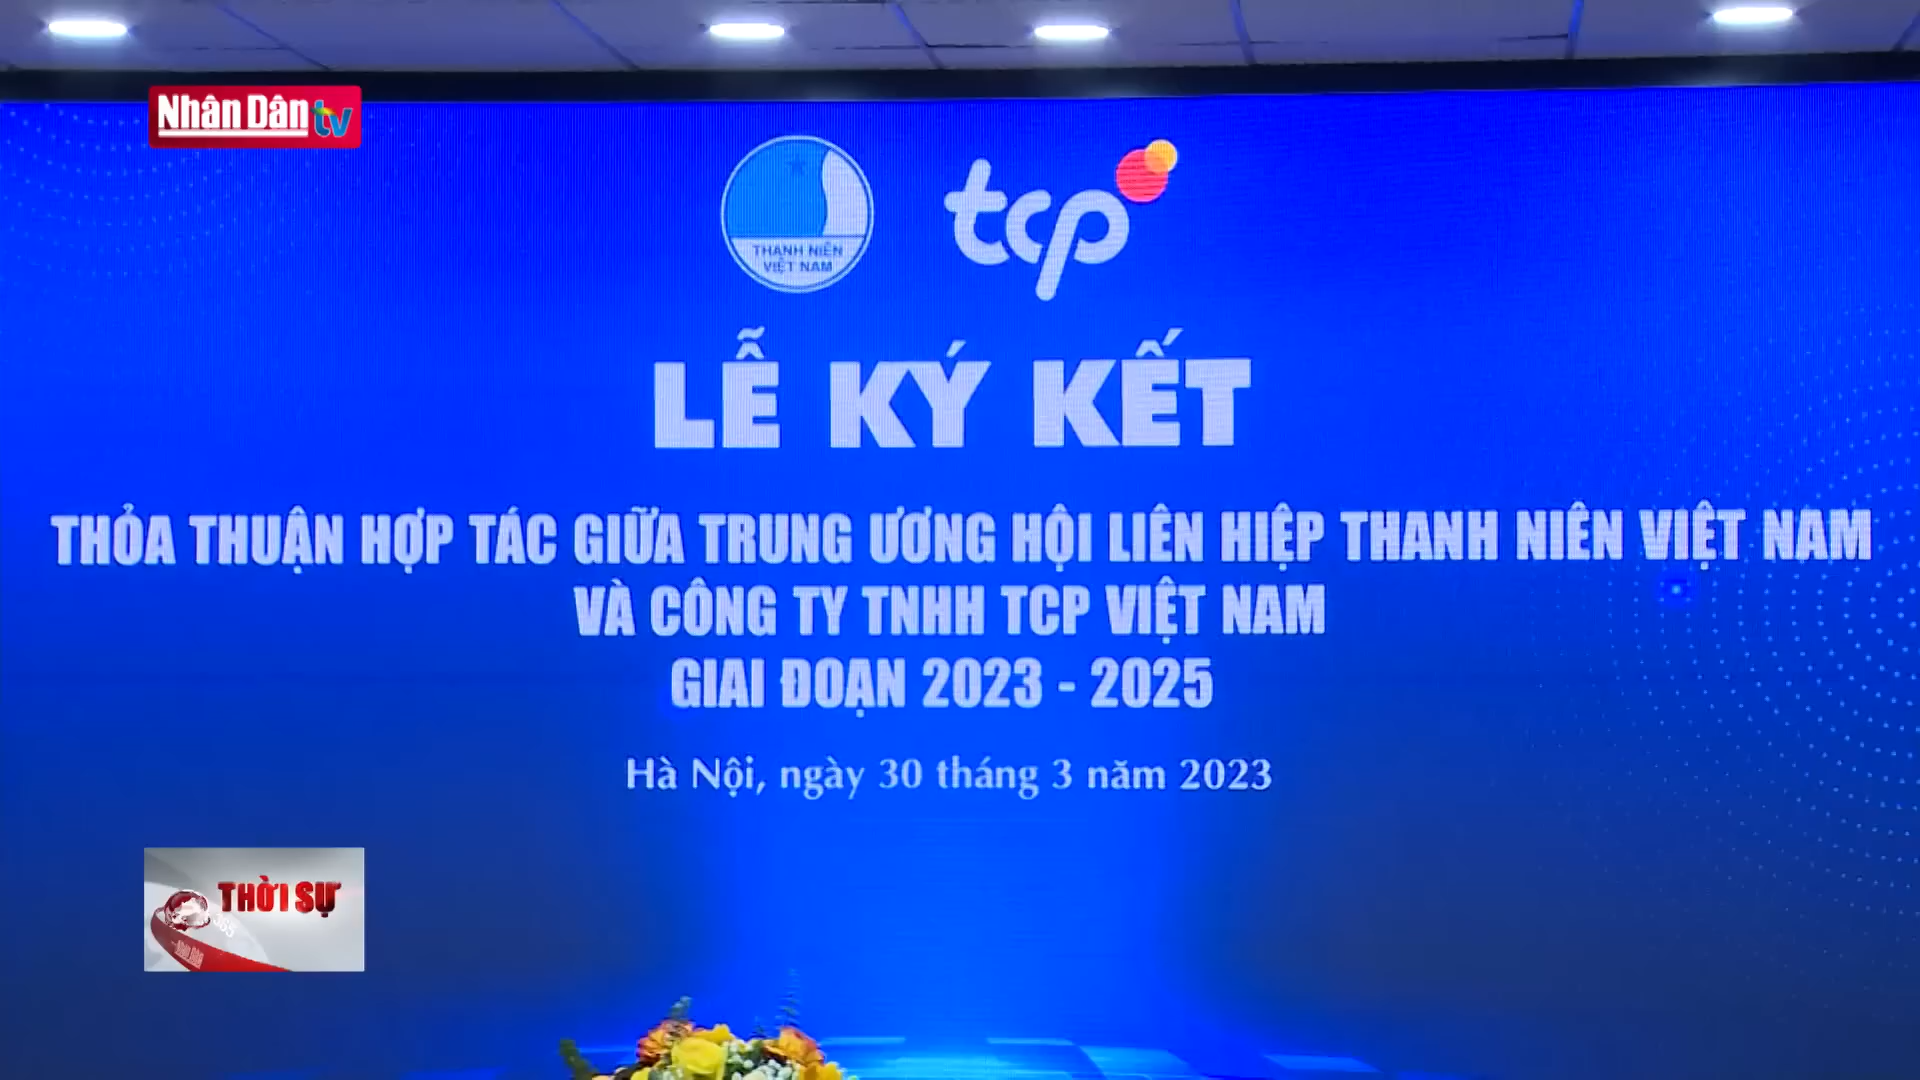 Nhân Dân tv
THANH NIÊN
VIỆT NAM
tcp
LỄ KÝ KẾT
THỎA THUẬN HỢP TÁC GIỮA TRUNG ƯƠNG HỘI LIÊN HIỆP THANH NIÊN VIỆT NAM
VÀ CÔNG TY TNHH TCP VIỆT NAM
GIAI ĐOẠN 2023 - 2025
Hà Nội, ngày 30 tháng 3 năm 2023
THỜI SỰ
365